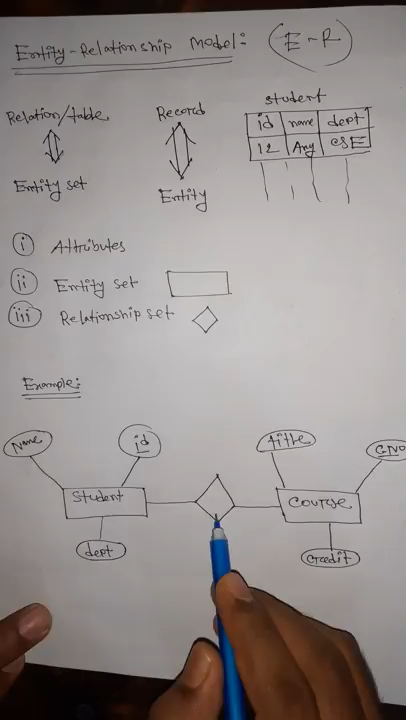 Entity-Relationship Model: (E-R)
Relation/table
Entity set
Record
Entity
student
id name dept
12 Any CSE
i Attributes
ii Entity set
iii Relationship set
Example:
Name
id
title
CNO
Student
Course
dept
credit